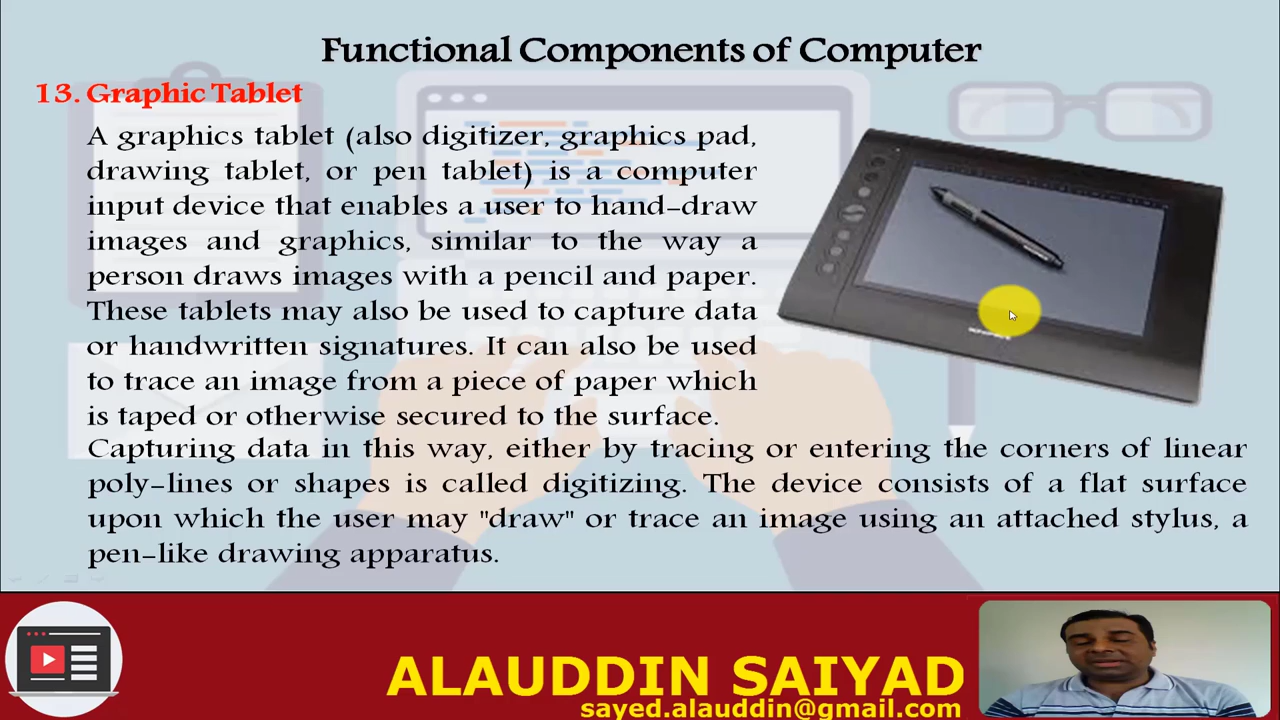 Functional Components of Computer
13. Graphic Tablet
A graphics tablet (also digitizer, graphics pad,
drawing tablet, or pen tablet) is a computer
input device that enables a user to hand-draw
images and graphics, similar to the way a
person draws images with a pencil and paper.
These tablets may also be used to capture data
or handwritten signatures. It can also be used
to trace an image from a piece of paper which
is taped or otherwise secured to the surface.
Capturing data in this way, either by tracing or entering the corners of linear
poly-lines or shapes is called digitizing. The device consists of a flat surface
upon which the user may "draw" or trace an image using an attached stylus, a
pen-like drawing apparatus.
ALAUDDIN SAIYAD
sayed.alauddin@gmail.com